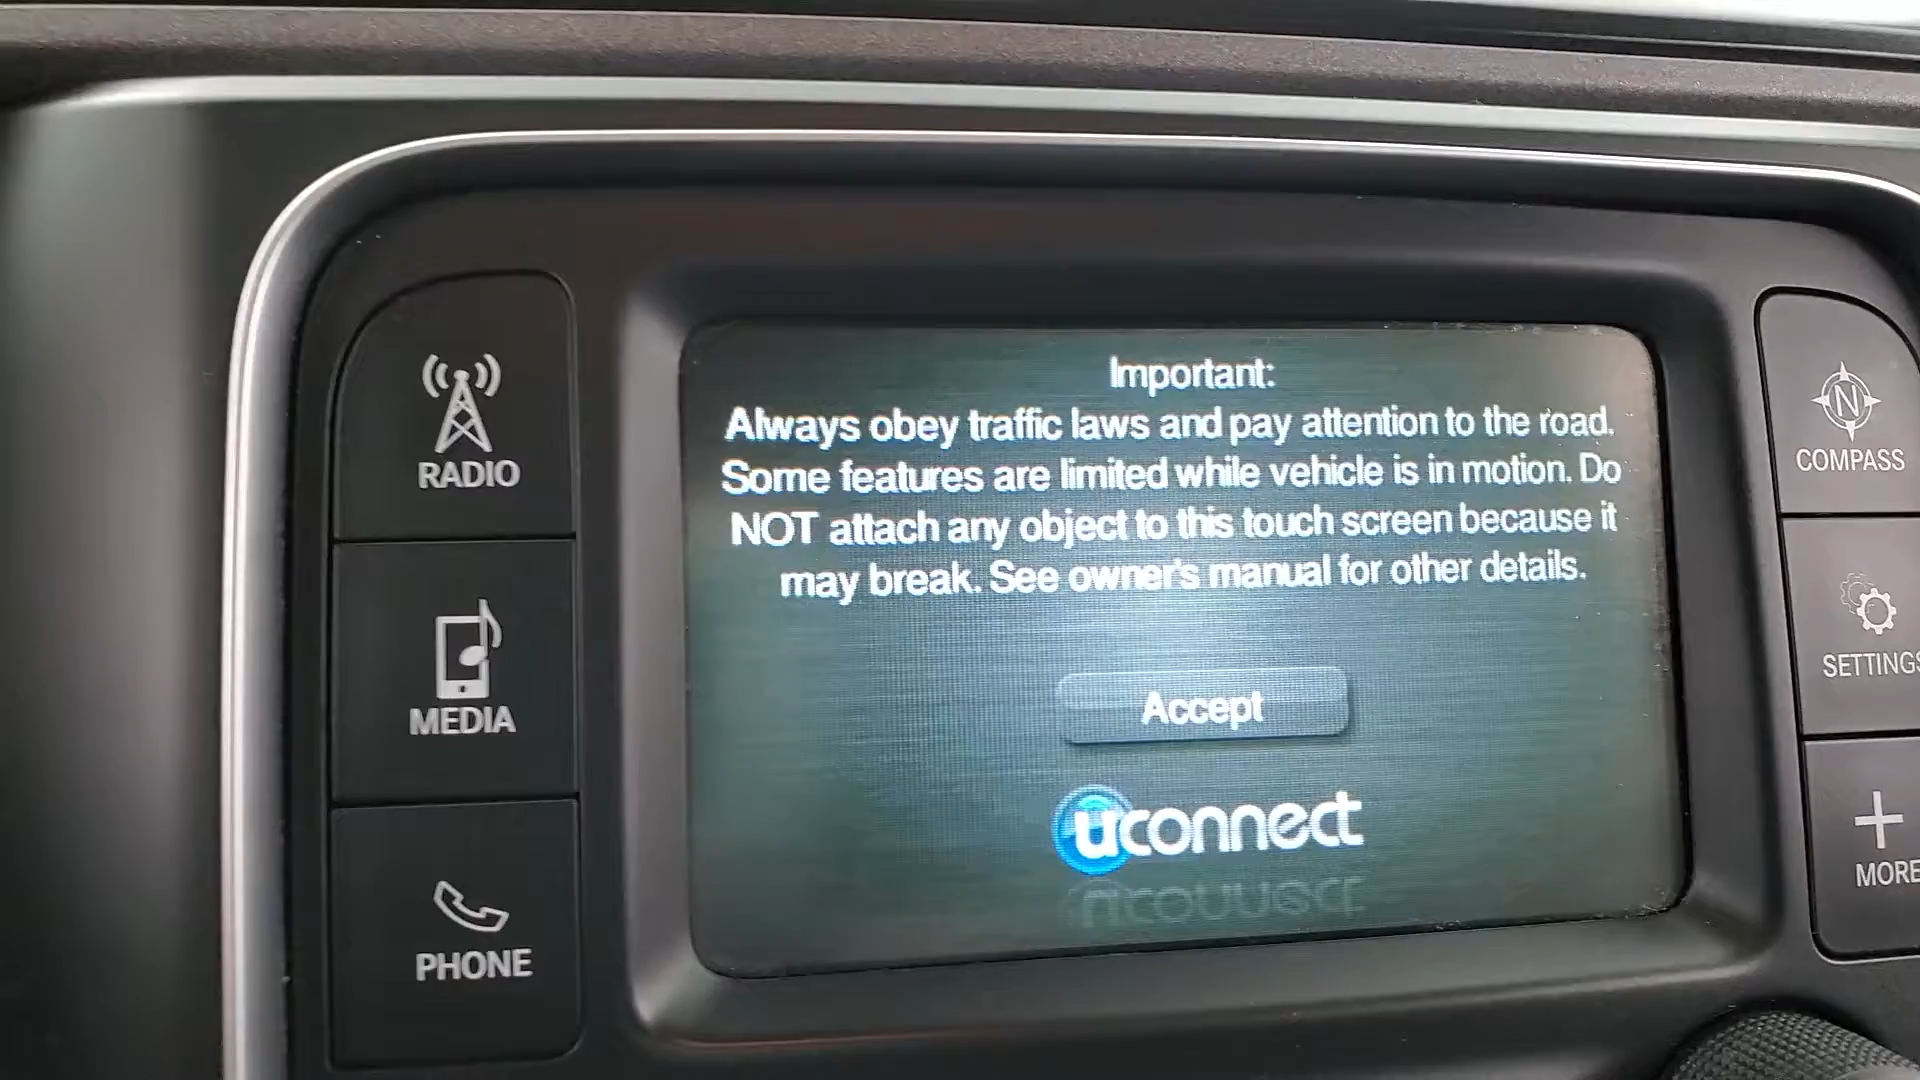 Important:
Always obey traffic laws and pay attention to the road.
Some features are limited while vehicle is in motion. Do
NOT attach any object to this touch screen because it
may break. See owner's manual for other details.
Accept
uconnect
RADIO
MEDIA
PHONE
N
COMPASS
SETTINGS
MORE